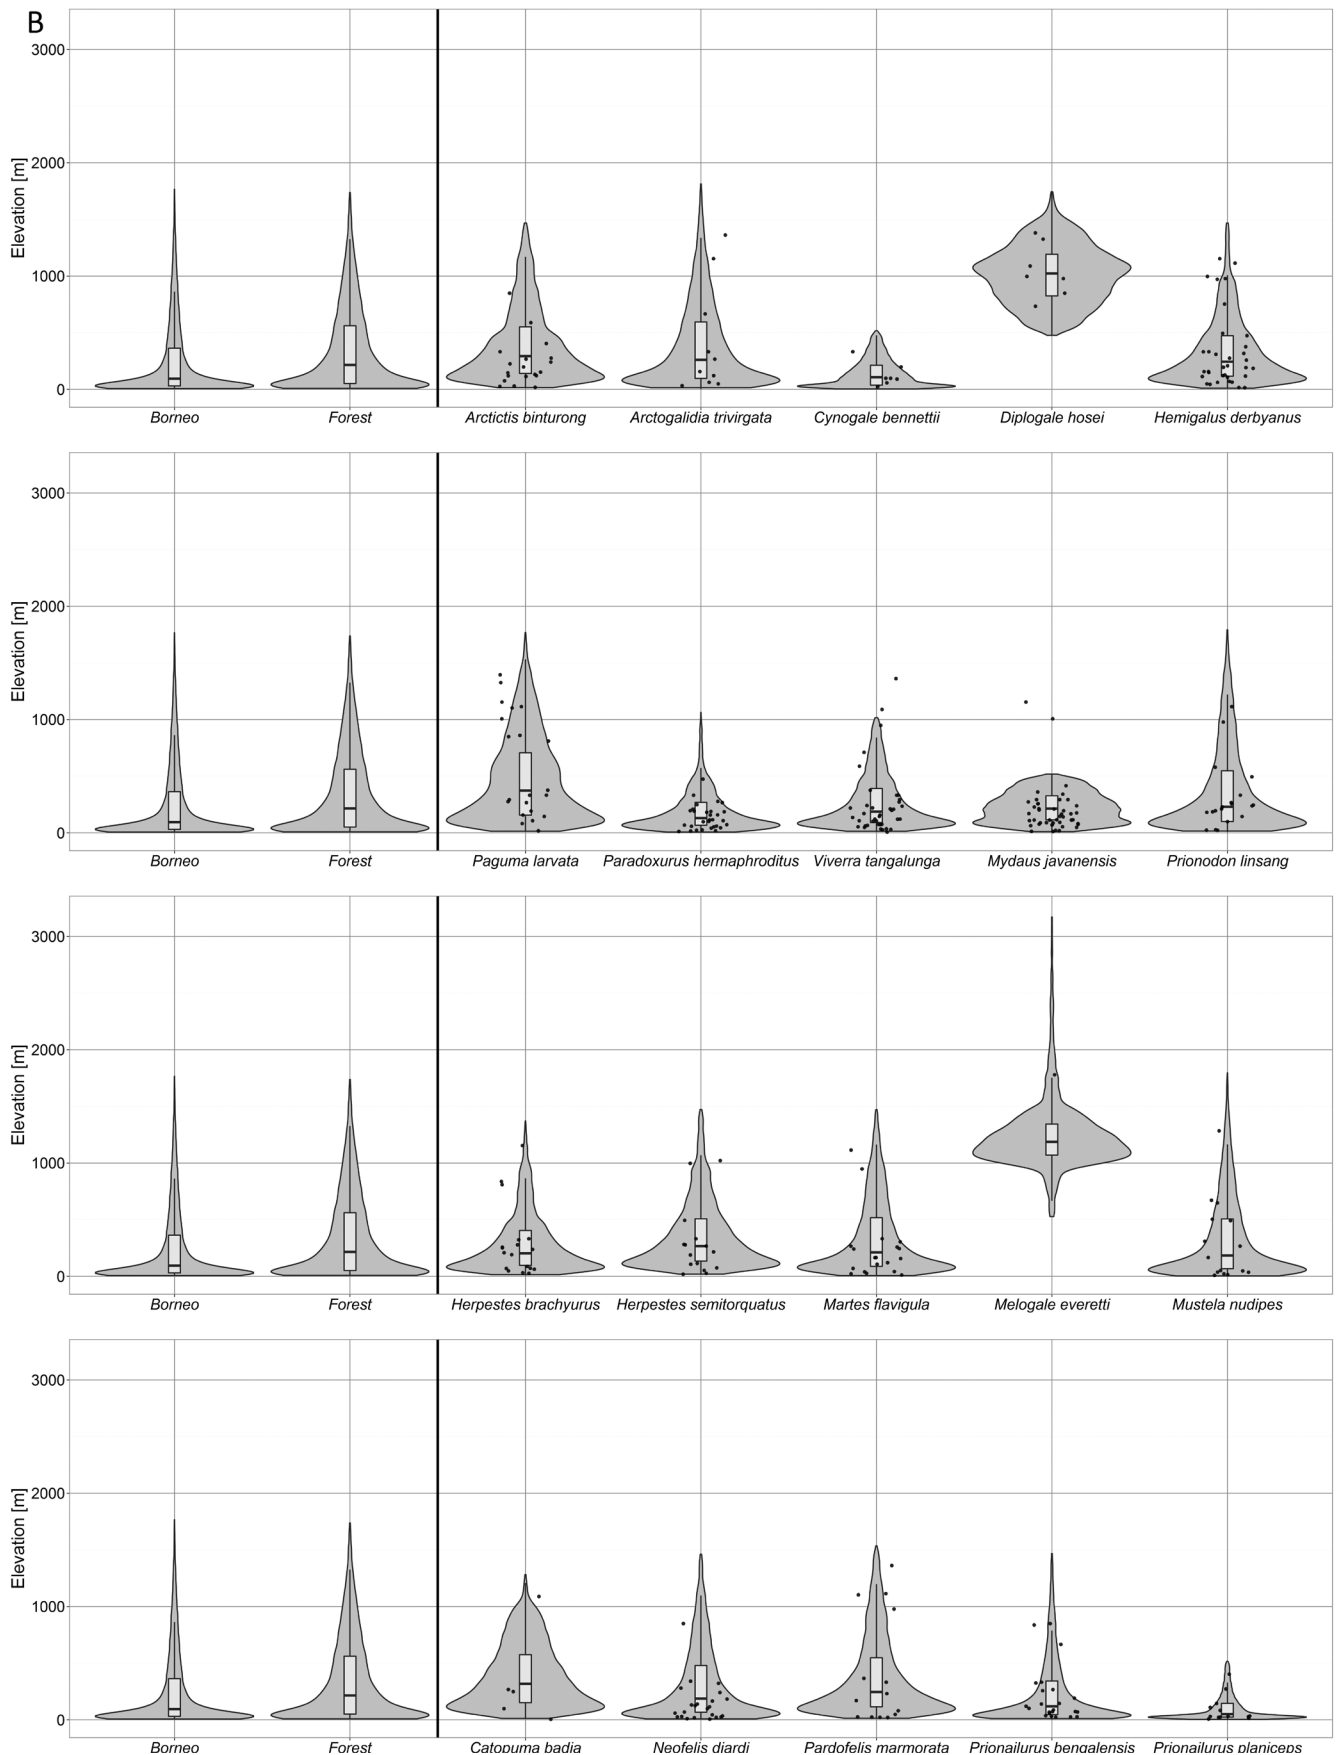 B
3000
2000
1000
0
Elevation [m]
Borneo Forest Arctictis binturong Arctogalidia trivirgata Cynogale bennettii Diplogale hosei Hemigalus derbyanus
3000
2000
1000
0
Elevation [m]
Borneo Forest Paguma larvata Paradoxurus hermaphroditus Viverra tangalunga Mydaus javanensis Prionodon linsang
3000
2000
1000
0
Elevation [m]
Borneo Forest Herpestes brachyurus Herpestes semitorquatus Martes flavigula Melogale everetti Mustela nudipes
3000
2000
1000
0
Elevation [m]
Borneo Forest Catopuma badia Neofelis diardi Pardofelis marmorata Prionailurus bengalensis Prionailurus planiceps